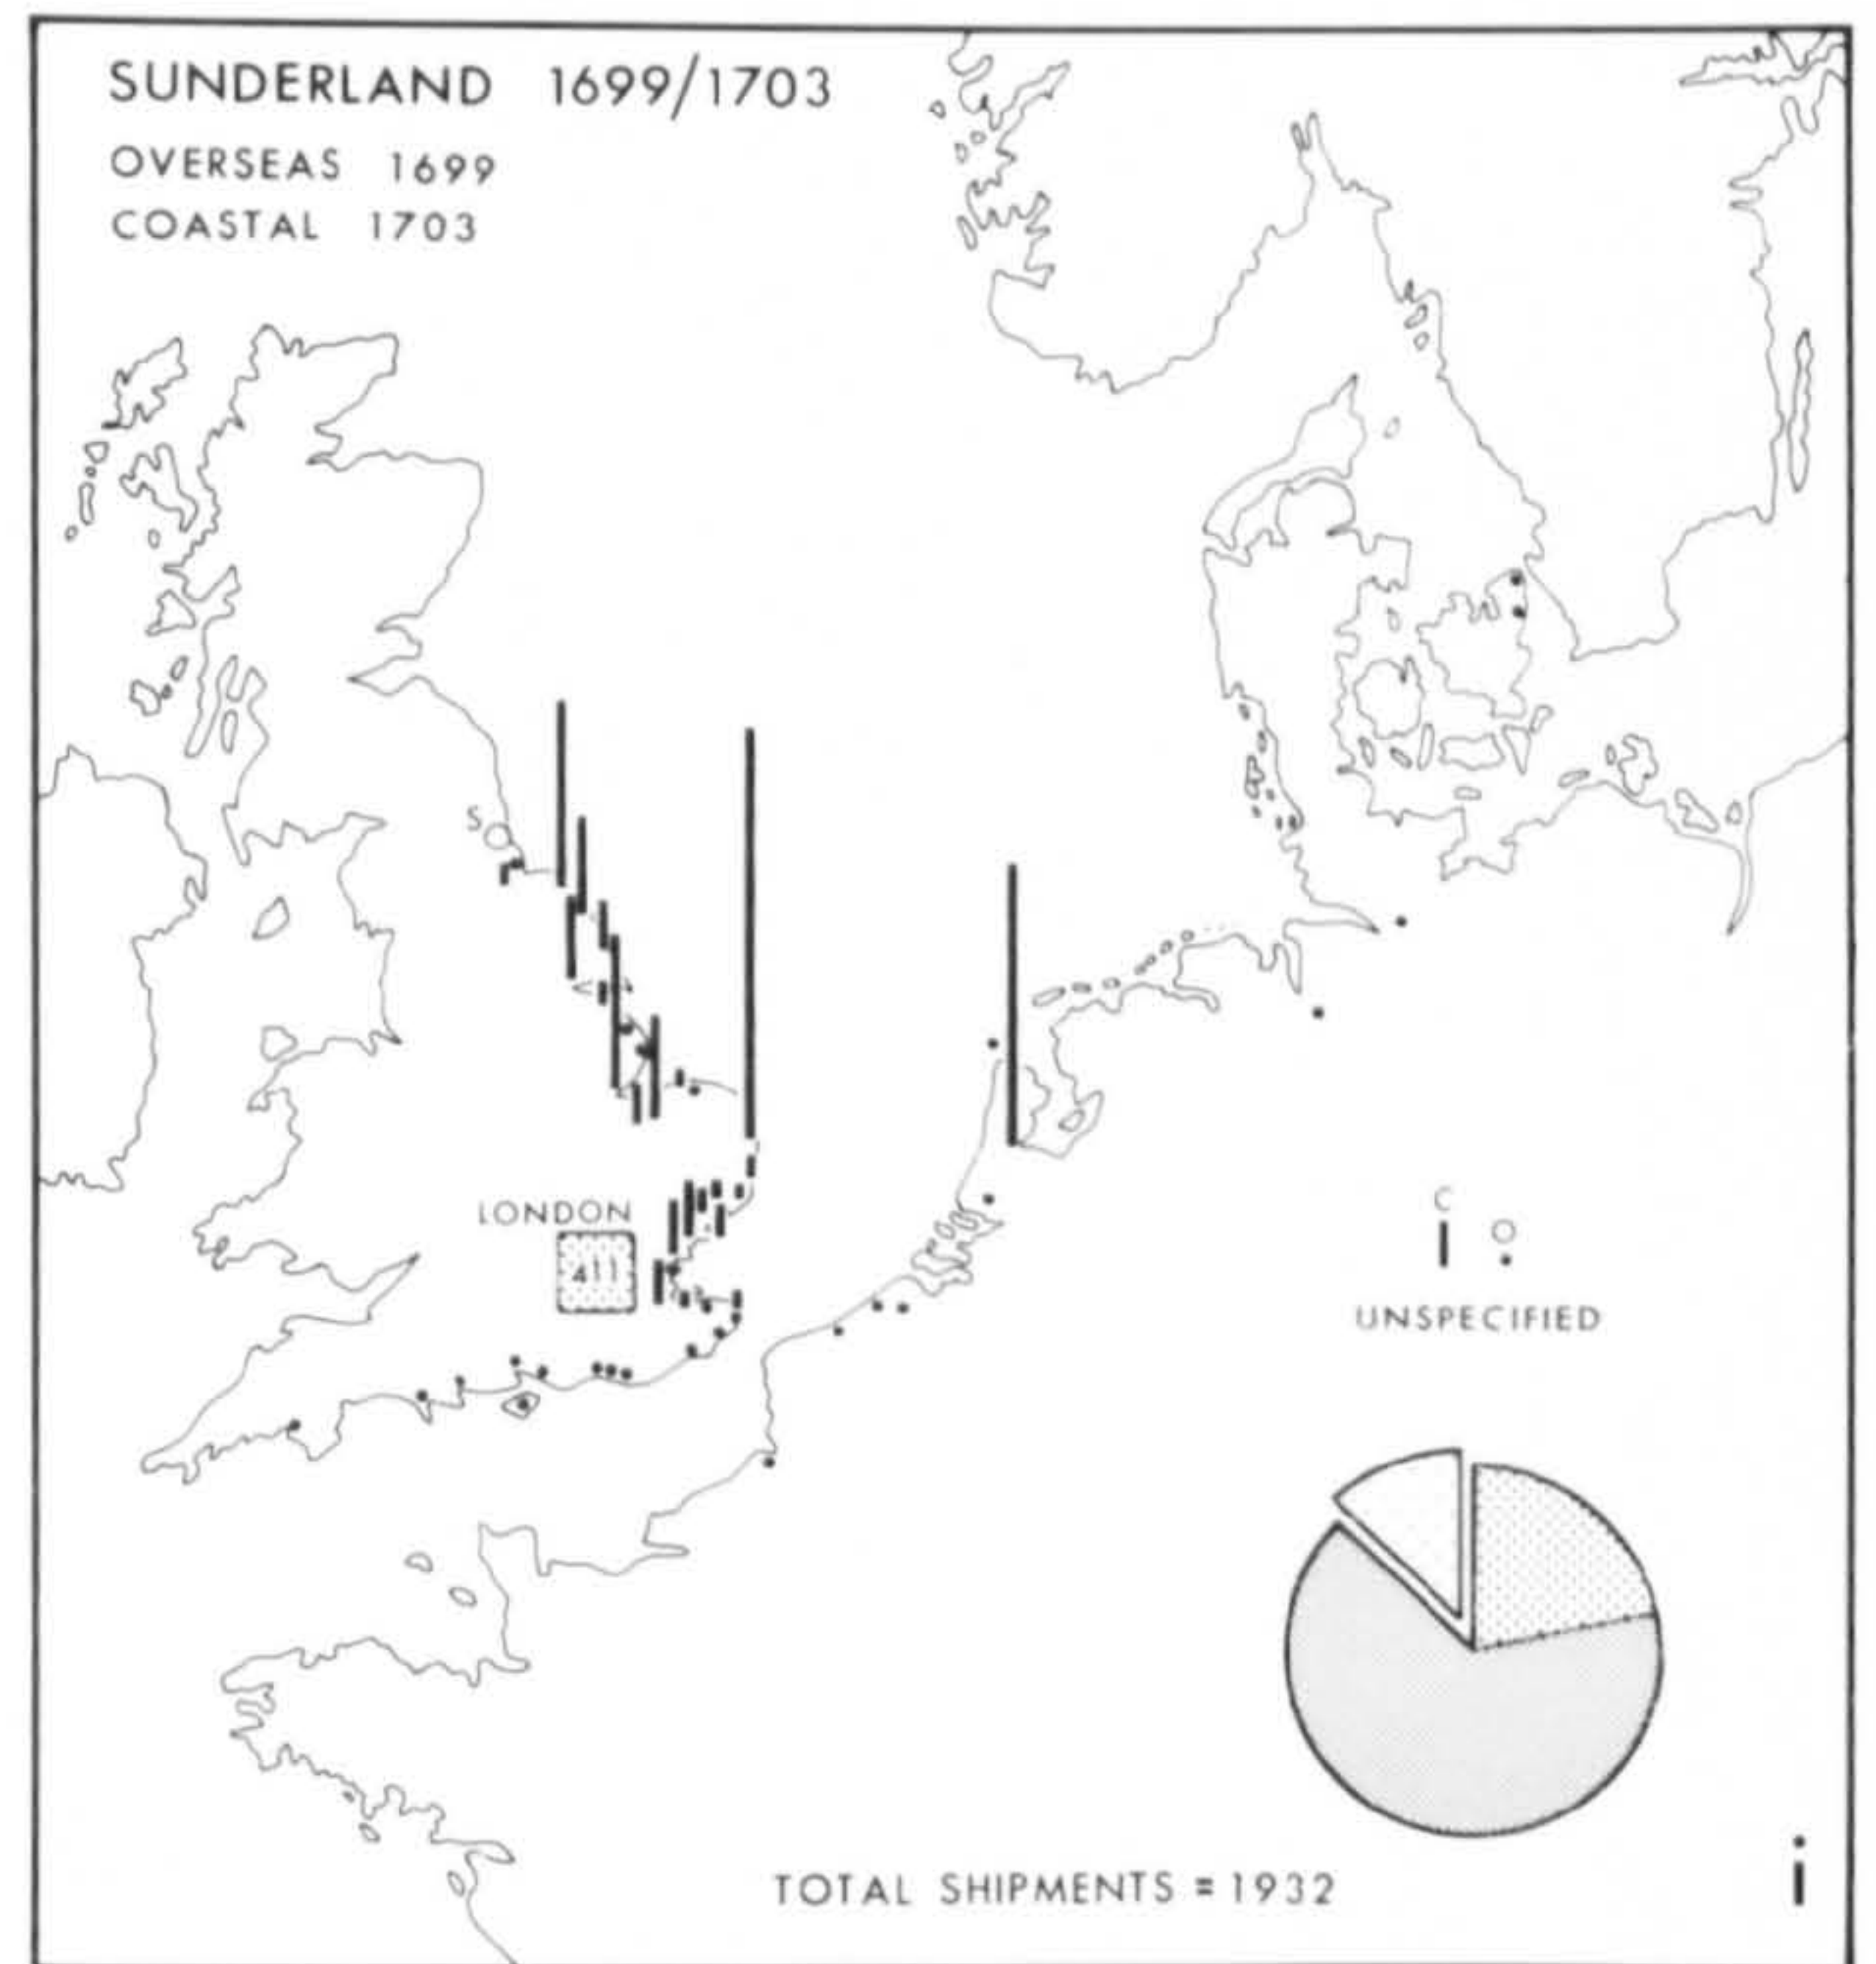 SUNDERLAND 1699/1703
OVERSEAS 1699
COASTAL 1703
S
LONDON
411
C
O
UNSPECIFIED
TOTAL SHIPMENTS = 1932
i